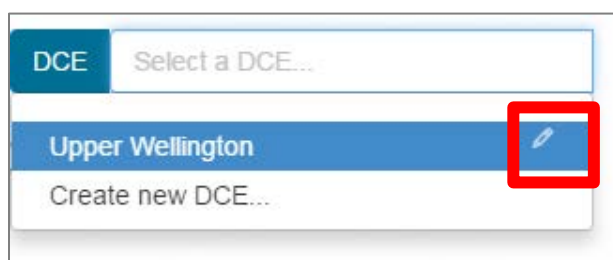 DCE Select a DCE...
Upper Wellington
Create new DCE...